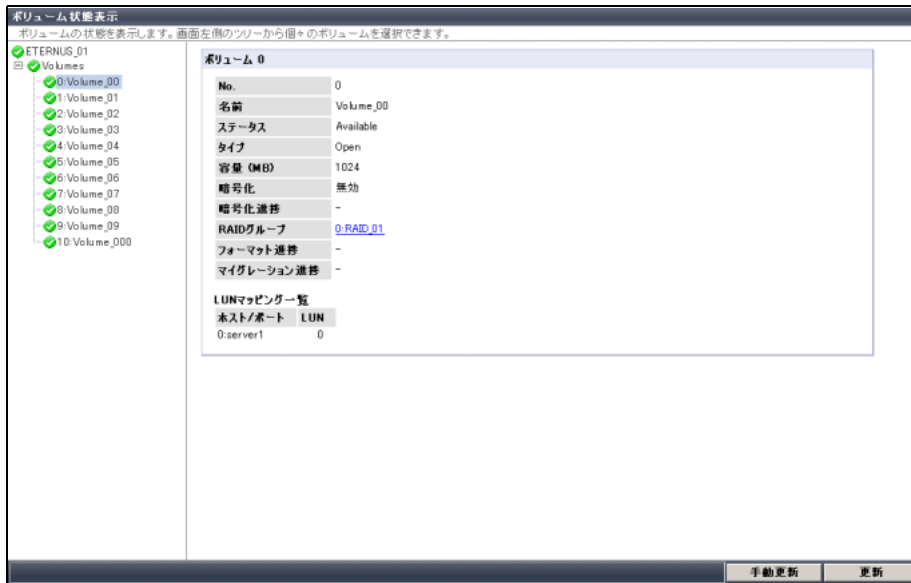 ボリューム状態表示
ボリュームの状態を表示します。画面左側のツリーから個々のボリュームを選択できます。
ETERNUS_01
Volumes
0:Volume_00
1:Volume_01
2:Volume_02
3:Volume_03
4:Volume_04
5:Volume_05
6:Volume_06
7:Volume_07
8:Volume_08
9:Volume_09
10:Volume_000
ボリューム 0
No. 0
名前 Volume_00
ステータス Available
タイプ Open
容量 (MB) 1024
暗号化 無効
暗号化進捗 -
RAIDグループ 0:RAID_01
フォーマット進捗 -
マイグレーション進捗 -
LUNマッピング一覧
ホスト/ポート LUN
0:server1 0
手動更新 更新